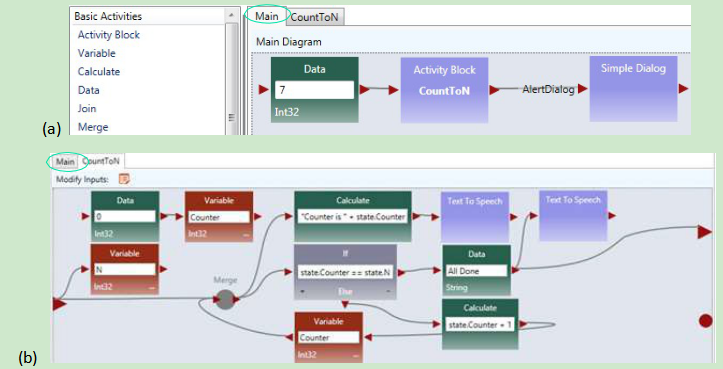 Basic Activities
Activity Block
Variable
Calculate
Data
Join
Merge
Main CountToN
Main Diagram
Data
7
Int32
Activity Block
CountToN
AlertDialog
Simple Dialog
(a)
Main CountToN
Modify Inputs:
Data
0
Int32
Variable
Counter
Int32 ...
Calculate
"Counter is " + state.Counter
Text To Speech
Text To Speech
Variable
N
Int32 ...
Merge
If
state.Counter == state.N
Else
Data
All Done
String
Calculate
state.Counter + 1
Variable
Counter
Int32 ...
(b)